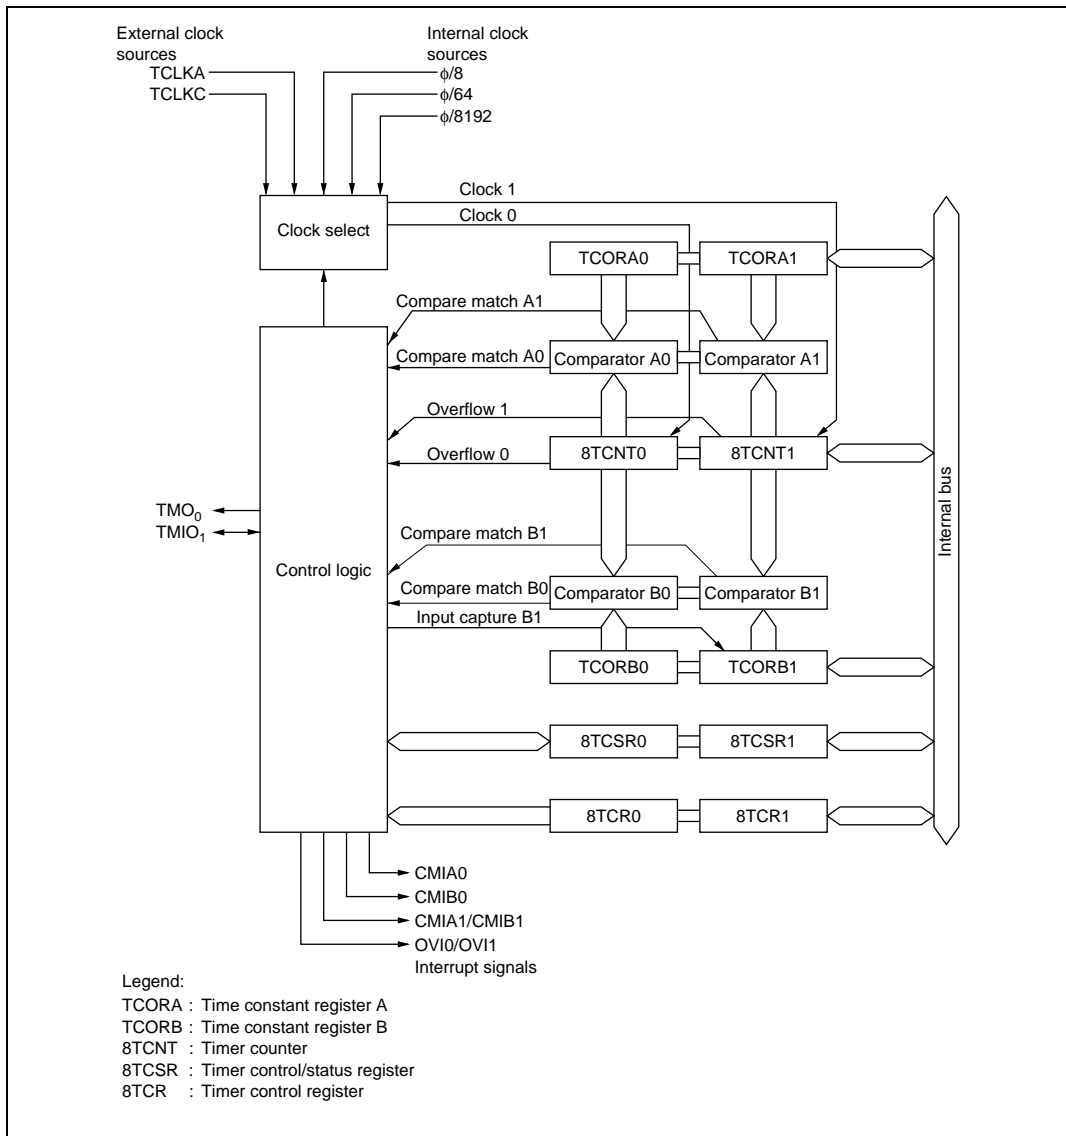 External clock
sources
TCLKA
TCLKC
Internal clock
sources
ϕ/8
ϕ/64
ϕ/8192
Clock select
Clock 1
Clock 0
TCORA0
TCORA1
Compare match A1
Compare match A0
Comparator A0
Comparator A1
Overflow 1
Overflow 0
8TCNT0
8TCNT1
TMO0
TMIO1
Control logic
Compare match B1
Compare match B0
Comparator B0
Comparator B1
Input capture B1
TCORB0
TCORB1
8TCSR0
8TCSR1
8TCR0
8TCR1
Internal bus
CMIA0
CMIB0
CMIA1/CMIB1
OVI0/OVI1
Interrupt signals
Legend:
TCORA : Time constant register A
TCORB : Time constant register B
8TCNT : Timer counter
8TCSR : Timer control/status register
8TCR : Timer control register